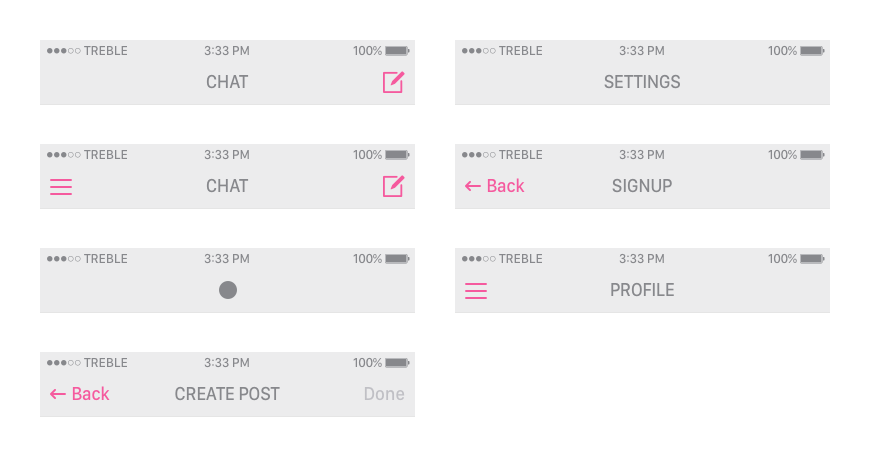 TREBLE 3:33 PM 100%
CHAT
TREBLE 3:33 PM 100%
SETTINGS
TREBLE 3:33 PM 100%
CHAT
TREBLE 3:33 PM 100%
Back SIGNUP
TREBLE 3:33 PM 100%
TREBLE 3:33 PM 100%
PROFILE
TREBLE 3:33 PM 100%
Back CREATE POST Done